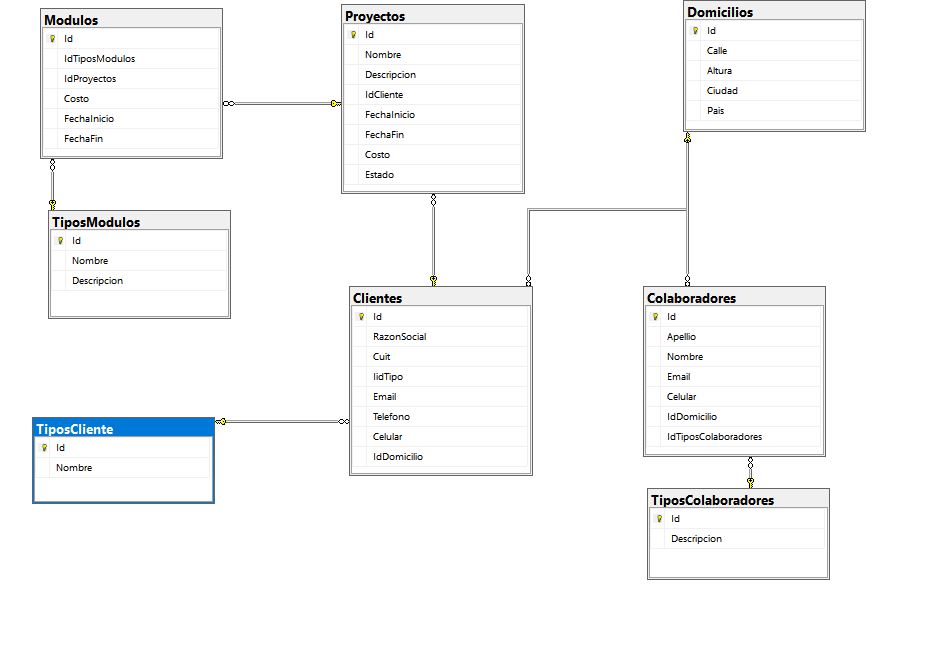 Modulos
Id
IdTiposModulos
IdProyectos
Costo
FechaInicio
FechaFin
Proyectos
Id
Nombre
Descripcion
IdCliente
FechaInicio
FechaFin
Costo
Estado
Domicilios
Id
Calle
Altura
Ciudad
Pais
TiposModulos
Id
Nombre
Descripcion
Clientes
Id
RazonSocial
Cuit
IidTipo
Email
Telefono
Celular
IdDomicilio
Colaboradores
Id
Apellio
Nombre
Email
Celular
IdDomicilio
IdTiposColaboradores
TiposCliente
Id
Nombre
TiposColaboradores
Id
Descripcion